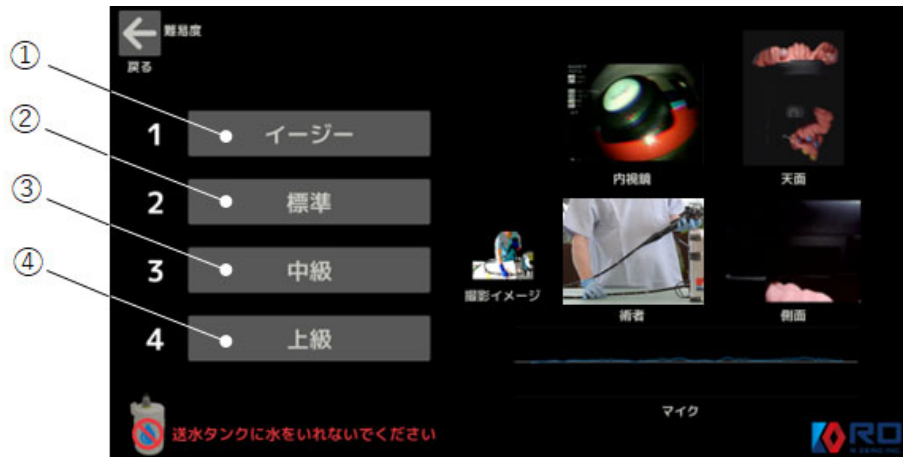 難易度
戻る
①
1 イージー
②
2 標準
③
3 中級
④
4 上級
送水タンクに水をいれないでください
内視鏡
天面
撮影イメージ
術者
側面
マイク
RO